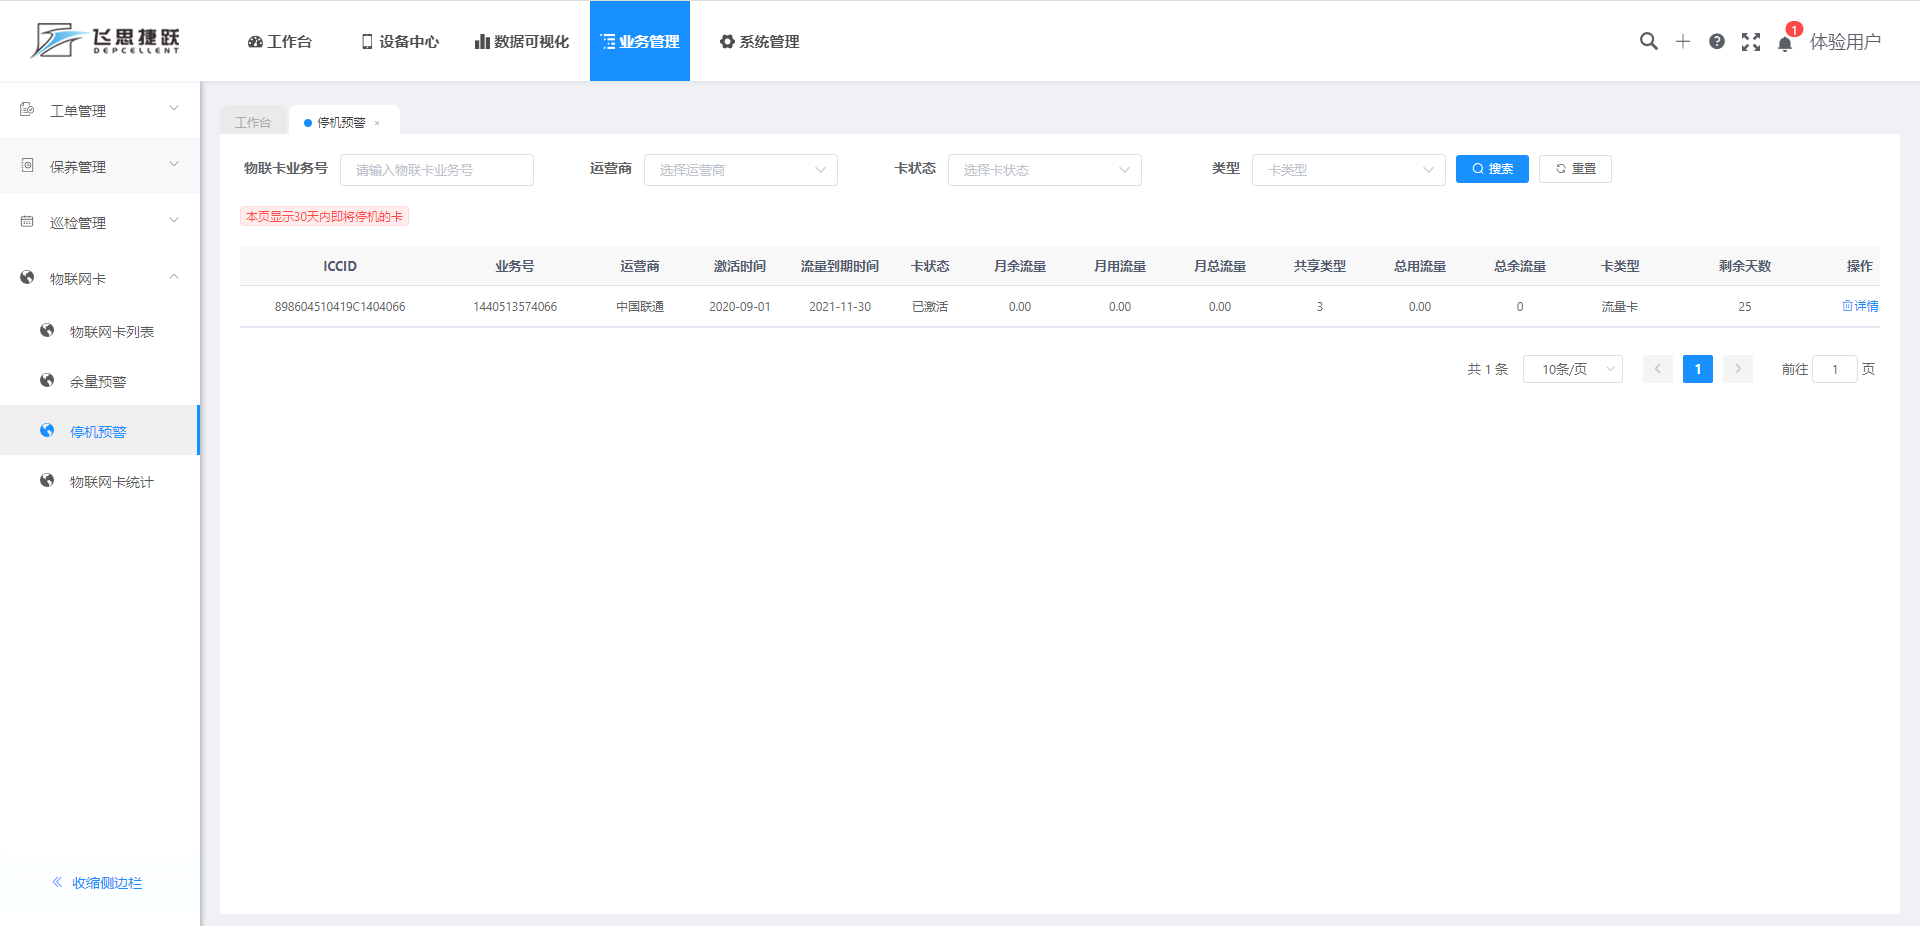 飞思捷跃
DEPCELLENT
工作台 设备中心 数据可视化 业务管理 系统管理
1 体验用户
工单管理
保养管理
巡检管理
物联网卡
物联网卡列表
余量预警
停机预警
物联网卡统计
收缩侧边栏
工作台 停机预警 ×
物联卡业务号 请输入物联卡业务号 运营商 选择运营商 卡状态 选择卡状态 类型 卡类型 搜索 重置
本页显示30天内即将停机的卡
ICCID 业务号 运营商 激活时间 流量到期时间 卡状态 月余流量 月用流量 月总流量 共享类型 总用流量 总余流量 卡类型 剩余天数 操作
898604510419C1404066 1440513574066 中国联通 2020-09-01 2021-11-30 已激活 0.00 0.00 0.00 3 0.00 0 流量卡 25 详情
共 1 条 10条/页 1 前往 1 页